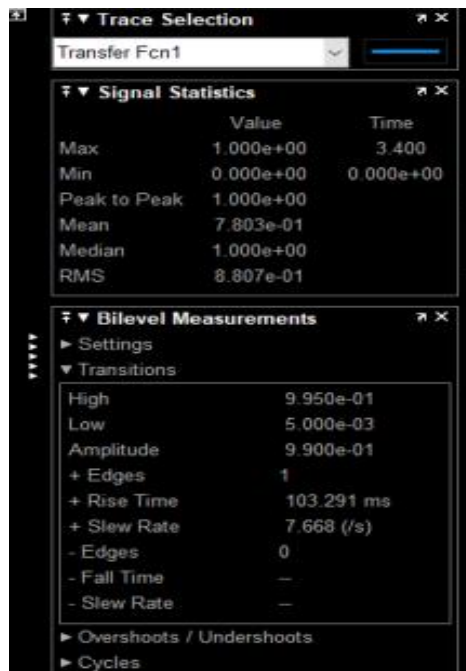 Trace Selection
Transfer Fcn1
Signal Statistics
Value Time
Max 1.000e+00 3.400
Min 0.000e+00 0.000e+00
Peak to Peak 1.000e+00
Mean 7.803e-01
Median 1.000e+00
RMS 8.807e-01
Bilevel Measurements
Settings
Transitions
High 9.950e-01
Low 5.000e-03
Amplitude 9.900e-01
+ Edges 1
+ Rise Time 103.291 ms
+ Slew Rate 7.668 (/s)
- Edges 0
- Fall Time --
- Slew Rate --
Overshoots / Undershoots
Cycles